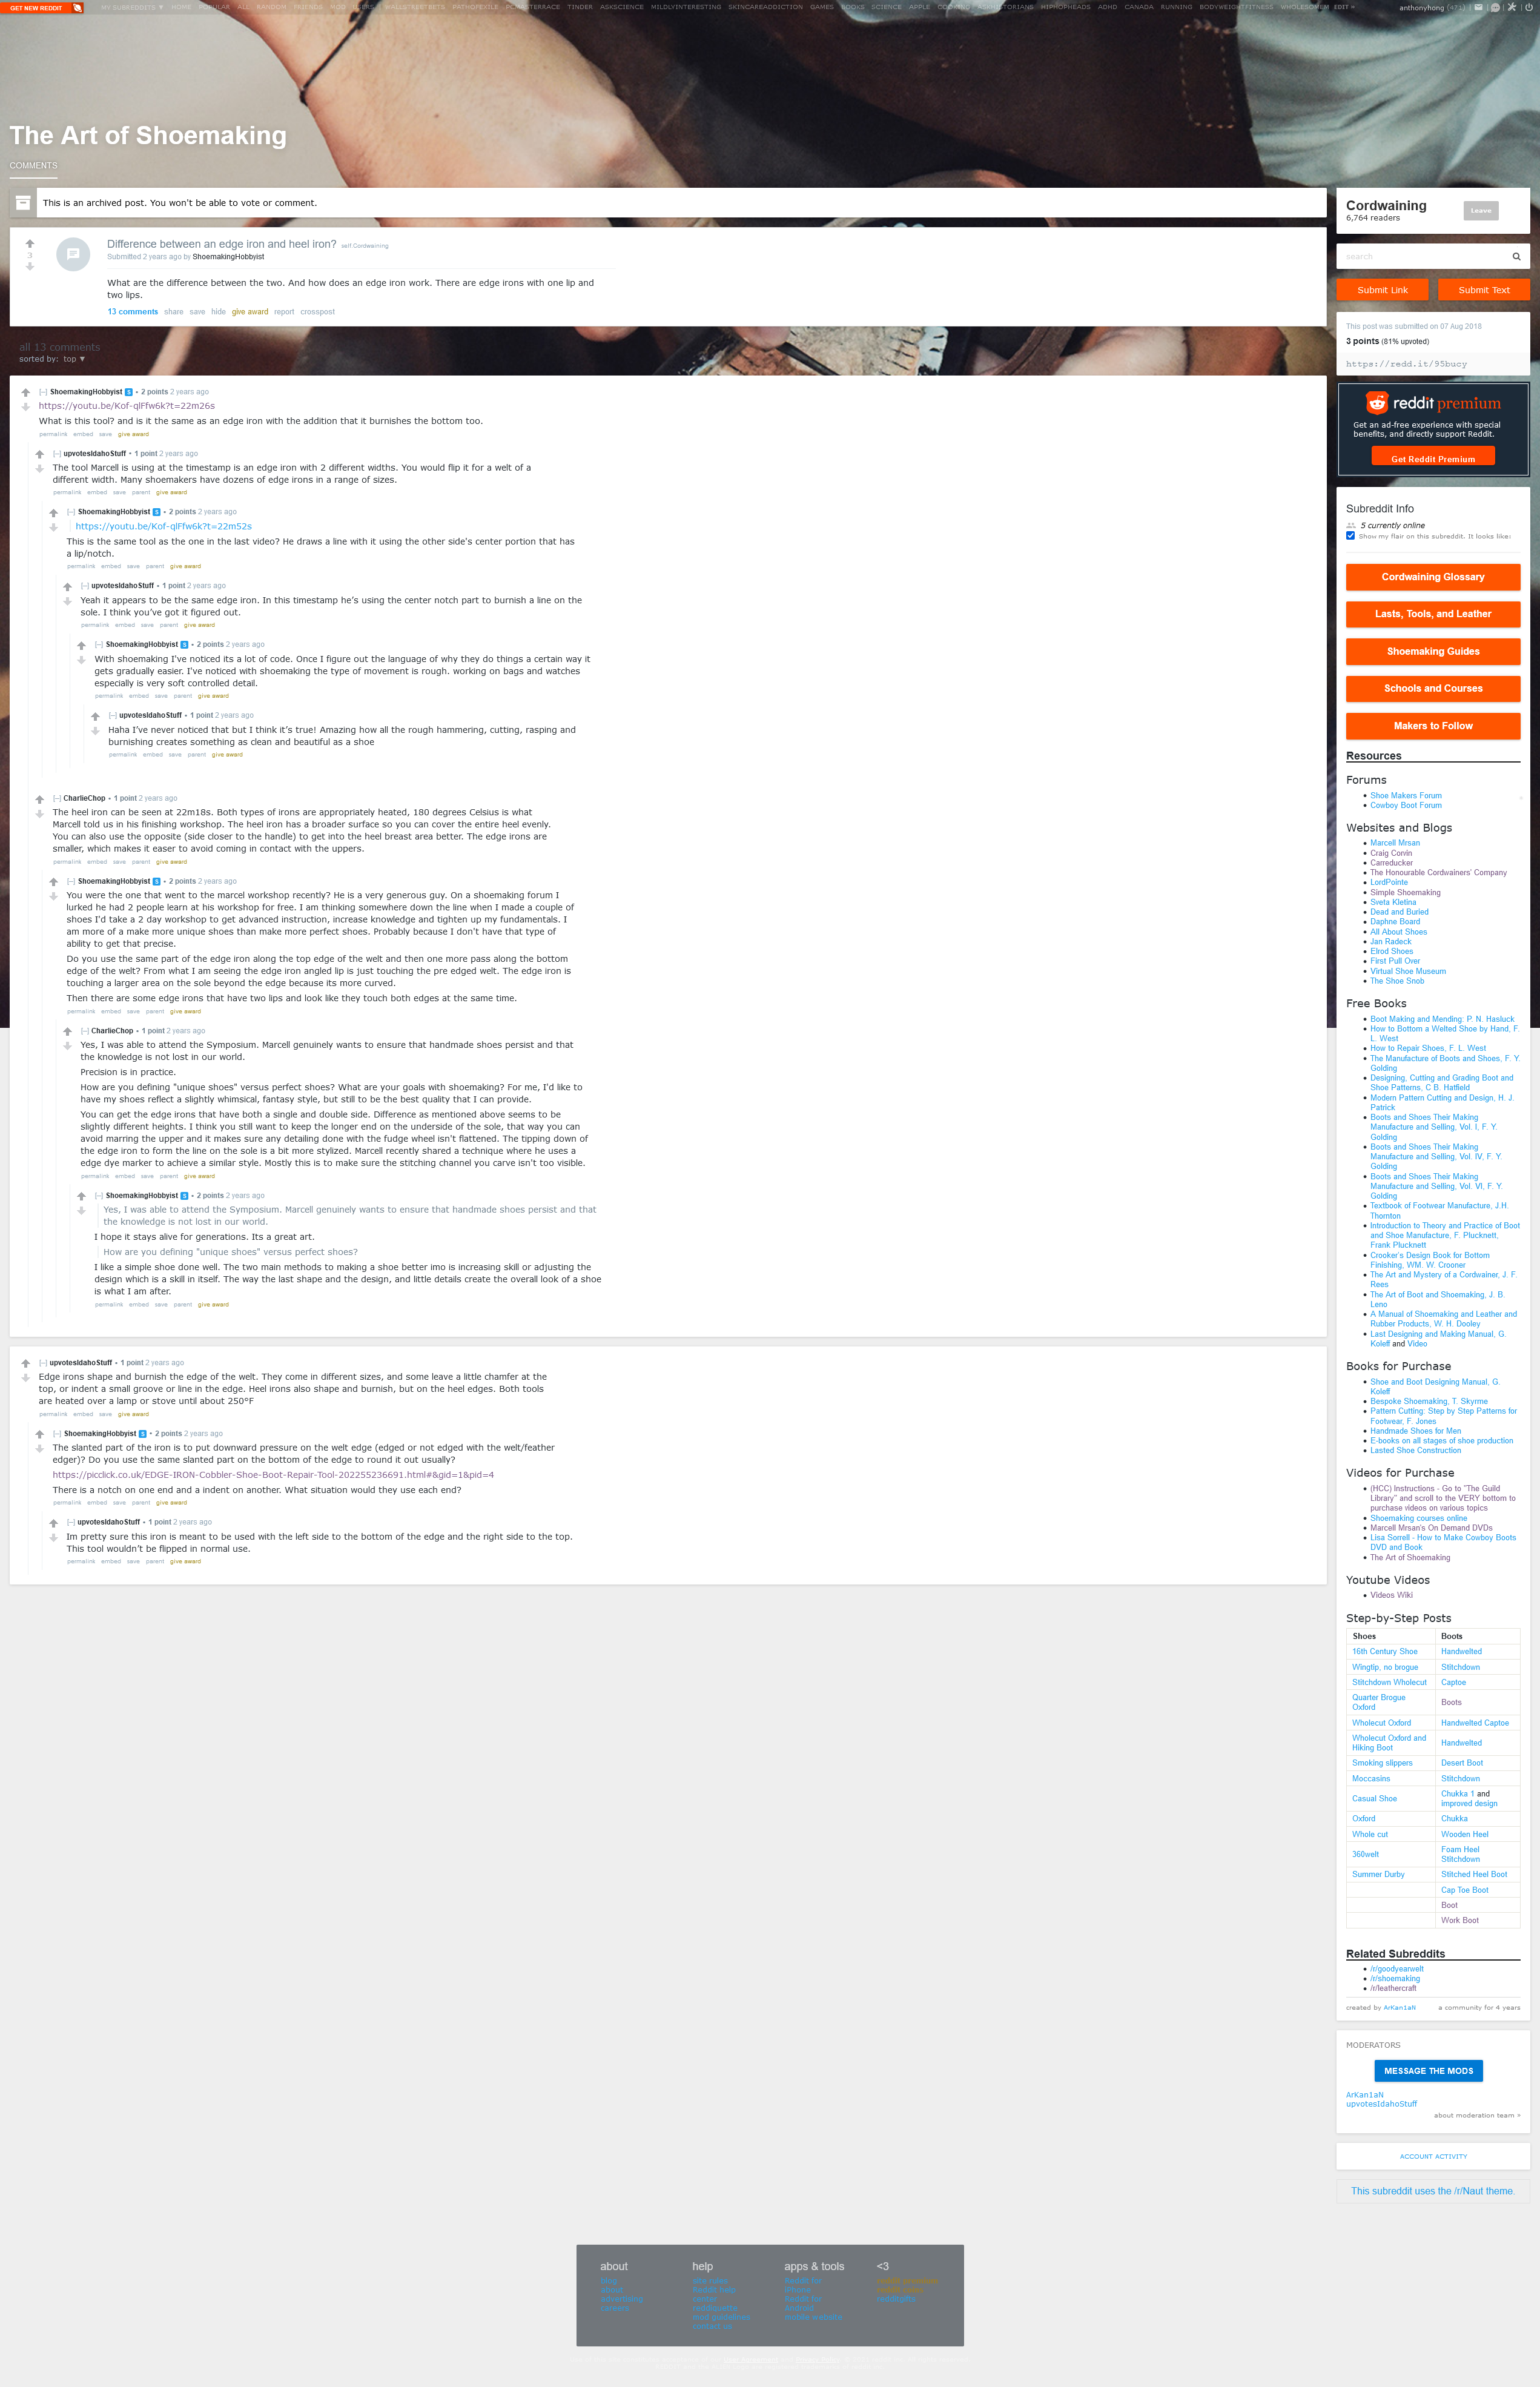 GET NEW REDDIT
MY SUBREDDITS ▼ HOME POPULAR ALL RANDOM FRIENDS MOD USERS WALLSTREETBETS PATHOFEXILE PCMASTERRACE TINDER ASKSCIENCE MILDLYINTERESTING SKINCAREADDICTION GAMES BOOKS SCIENCE APPLE COOKING HIPHOPHEADS ADHD CANADA RUNNING BODYWEIGHTFITNESS WHOLESOMEM EDIT »
anthonyhong
The Art of Shoemaking
COMMENTS
This is an archived post. You won't be able to vote or comment.
3
Difference between an edge iron and heel iron? self.Cordwaining
Submitted 2 years ago by ShoemakingHobbyist
What are the difference between the two. And how does an edge iron work. There are edge irons with one lip and
two lips.
13 comments share save hide give award report crosspost
all 13 comments
sorted by: top ▼
[–] ShoemakingHobbyist S • 2 points 2 years ago
https://youtu.be/Kof-qlFfw6k?t=22m26s
What is this tool? and is it the same as an edge iron with the addition that it burnishes the bottom too.
permalink embed save give award
[–] upvotesIdahoStuff • 1 point 2 years ago
The tool Marcell is using at the timestamp is an edge iron with 2 different widths. You would flip it for a welt of a
different width. Many shoemakers have dozens of edge irons in a range of sizes.
permalink embed save parent give award
[–] ShoemakingHobbyist S • 2 points 2 years ago
https://youtu.be/Kof-qlFfw6k?t=22m52s
This is the same tool as the one in the last video? He draws a line with it using the other side's center portion that has
a lip/notch.
permalink embed save parent give award
[–] upvotesIdahoStuff • 1 point 2 years ago
Yeah it appears to be the same edge iron. In this timestamp he’s using the center notch part to burnish a line on the
sole. I think you’ve got it figured out.
permalink embed save parent give award
[–] ShoemakingHobbyist S • 2 points 2 years ago
With shoemaking I've noticed its a lot of code. Once I figure out the language of why they do things a certain way it
gets gradually easier. I've noticed with shoemaking the type of movement is rough. working on bags and watches
especially is very soft controlled detail.
permalink embed save parent give award
[–] upvotesIdahoStuff • 1 point 2 years ago
Haha I’ve never noticed that but I think it’s true! Amazing how all the rough hammering, cutting, rasping and
burnishing creates something as clean and beautiful as a shoe
permalink embed save parent give award
[–] CharlieChop • 1 point 2 years ago
The heel iron can be seen at 22m18s. Both types of irons are appropriately heated, 180 degrees Celsius is what
Marcell told us in his finishing workshop. The heel iron has a broader surface so you can cover the entire heel evenly.
You can also use the opposite (side closer to the handle) to get into the heel breast area better. The edge irons are
smaller, which makes it easer to avoid coming in contact with the uppers.
permalink embed save parent give award
[–] ShoemakingHobbyist S • 2 points 2 years ago
You were the one that went to the marcel workshop recently? He is a very generous guy. On a shoemaking forum I
lurked he had 2 people learn at his workshop for free. I am thinking somewhere down the line when I made a couple of
shoes I'd take a 2 day workshop to get advanced instruction, increase knowledge and tighten up my fundamentals. I
am more of a make more unique shoes than make more perfect shoes. Probably because I don't have that type of
ability to get that precise.
Do you use the same part of the edge iron along the top edge of the welt and then one more pass along the bottom
edge of the welt? From what I am seeing the edge iron angled lip is just touching the pre edged welt. The edge iron is
touching a larger area on the sole beyond the edge because its more curved.
Then there are some edge irons that have two lips and look like they touch both edges at the same time.
permalink embed save parent give award
[–] CharlieChop • 1 point 2 years ago
Yes, I was able to attend the Symposium. Marcell genuinely wants to ensure that handmade shoes persist and that
the knowledge is not lost in our world.
Precision is in practice.
How are you defining "unique shoes" versus perfect shoes? What are your goals with shoemaking? For me, I'd like to
have my shoes reflect a slightly whimsical, fantasy style, but still to be the best quality that I can provide.
You can get the edge irons that have both a single and double side. Difference as mentioned above seems to be
slightly different heights. I think you still want to keep the longer end on the underside of the sole, that way you can
avoid marring the upper and it makes sure any detailing done with the fudge wheel isn't flattened. The tipping down of
the edge iron to form the line on the sole is a bit more stylized. Marcell recently shared a technique where he uses a
edge dye marker to achieve a similar style. Mostly this is to make sure the stitching channel you carve isn't too visible.
permalink embed save parent give award
[–] ShoemakingHobbyist S • 2 points 2 years ago
Yes, I was able to attend the Symposium. Marcell genuinely wants to ensure that handmade shoes persist and that
the knowledge is not lost in our world.
I hope it stays alive for generations. Its a great art.
How are you defining "unique shoes" versus perfect shoes?
I like a simple shoe done well. The two main methods to making a shoe better imo is increasing skill or adjusting the
design which is a skill in itself. The way the last shape and the design, and little details create the overall look of a shoe
is what I am after.
permalink embed save parent give award
[–] upvotesIdahoStuff • 1 point 2 years ago
Edge irons shape and burnish the edge of the welt. They come in different sizes, and some leave a little chamfer at the
top, or indent a small groove or line in the edge. Heel irons also shape and burnish, but on the heel edges. Both tools
are heated over a lamp or stove until about 250°F
permalink embed save give award
[–] ShoemakingHobbyist S • 2 points 2 years ago
The slanted part of the iron is to put downward pressure on the welt edge (edged or not edged with the welt/feather
edger)? Do you use the same slanted part on the bottom of the edge to round it out usually?
https://picclick.co.uk/EDGE-IRON-Cobbler-Shoe-Boot-Repair-Tool-202255236691.html#&gid=1&pid=4
There is a notch on one end and a indent on another. What situation would they use each end?
permalink embed save parent give award
[–] upvotesIdahoStuff • 1 point 2 years ago
Im pretty sure this iron is meant to be used with the left side to the bottom of the edge and the right side to the top.
This tool wouldn’t be flipped in normal use.
permalink embed save parent give award
Cordwaining
6,764 readers
Leave
search
Submit Link Submit Text
This post was submitted on 07 Aug 2018
3 points (81% upvoted)
https://redd.it/95bucy
reddit premium
Get an ad-free experience with special
benefits, and directly support Reddit.
Get Reddit Premium
Subreddit Info
5 currently online
Show my flair on this subreddit. It looks like:
Cordwaining Glossary
Lasts, Tools, and Leather
Shoemaking Guides
Schools and Courses
Makers to Follow
Resources
Forums
Shoe Makers Forum
Cowboy Boot Forum
Websites and Blogs
Marcell Mrsan
Craig Corvin
Carreducker
The Honourable Cordwainers' Company
LordPointe
Simple Shoemaking
Sveta Kletina
Dead and Buried
Daphne Board
All About Shoes
Jan Radeck
Elrod Shoes
First Pull Over
Virtual Shoe Museum
The Shoe Snob
Free Books
Boot Making and Mending: P. N. Hasluck
How to Bottom a Welted Shoe by Hand, F.
L. West
How to Repair Shoes, F. L. West
The Manufacture of Boots and Shoes, F. Y.
Golding
Designing, Cutting and Grading Boot and
Shoe Patterns, C B. Hatfield
Modern Pattern Cutting and Design, H. J.
Patrick
Boots and Shoes Their Making
Manufacture and Selling, Vol. I, F. Y.
Golding
Boots and Shoes Their Making
Manufacture and Selling, Vol. IV, F. Y.
Golding
Boots and Shoes Their Making
Manufacture and Selling, Vol. VI, F. Y.
Golding
Textbook of Footwear Manufacture, J.H.
Thornton
Introduction to Theory and Practice of Boot
and Shoe Manufacture, F. Plucknett,
Frank Plucknett
Crooker's Design Book for Bottom
Finishing, WM. W. Crooner
The Art and Mystery of a Cordwainer, J. F.
Rees
The Art of Boot and Shoemaking, J. B.
Leno
A Manual of Shoemaking and Leather and
Rubber Products, W. H. Dooley
Last Designing and Making Manual, G.
Koleff and Video
Books for Purchase
Shoe and Boot Designing Manual, G.
Koleff
Bespoke Shoemaking, T. Skyrme
Pattern Cutting: Step by Step Patterns for
Footwear, F. Jones
Handmade Shoes for Men
E-books on all stages of shoe production
Lasted Shoe Construction
Videos for Purchase
(HCC) Instructions - Go to "The Guild
Library" and scroll to the VERY bottom to
purchase videos on various topics
Shoemaking courses online
Marcell Mrsan's On Demand DVDs
Lisa Sorrell - How to Make Cowboy Boots
DVD and Book
The Art of Shoemaking
Youtube Videos
Videos Wiki
Step-by-Step Posts
Shoes Boots
16th Century Shoe Handwelted
Wingtip, no brogue Stitchdown
Stitchdown Wholecut Captoe
Quarter Brogue
Oxford Boots
Wholecut Oxford Handwelted Captoe
Wholecut Oxford and
Hiking Boot Handwelted
Smoking slippers Desert Boot
Moccasins Stitchdown
Casual Shoe Chukka 1 and
improved design
Oxford Chukka
Whole cut Wooden Heel
360welt Foam Heel
Stitchdown
Summer Durby Stitched Heel Boot
Cap Toe Boot
Boot
Work Boot
Related Subreddits
/r/goodyearwelt
/r/shoemaking
/r/leathercraft
created by ArKan1aN a community for 4 years
MODERATORS
MESSAGE THE MODS
ArKan1aN
upvotesIdahoStuff
about moderation team »
ACCOUNT ACTIVITY
This subreddit uses the /r/Naut theme.
about help apps & tools <3
blog
about
advertising
careers